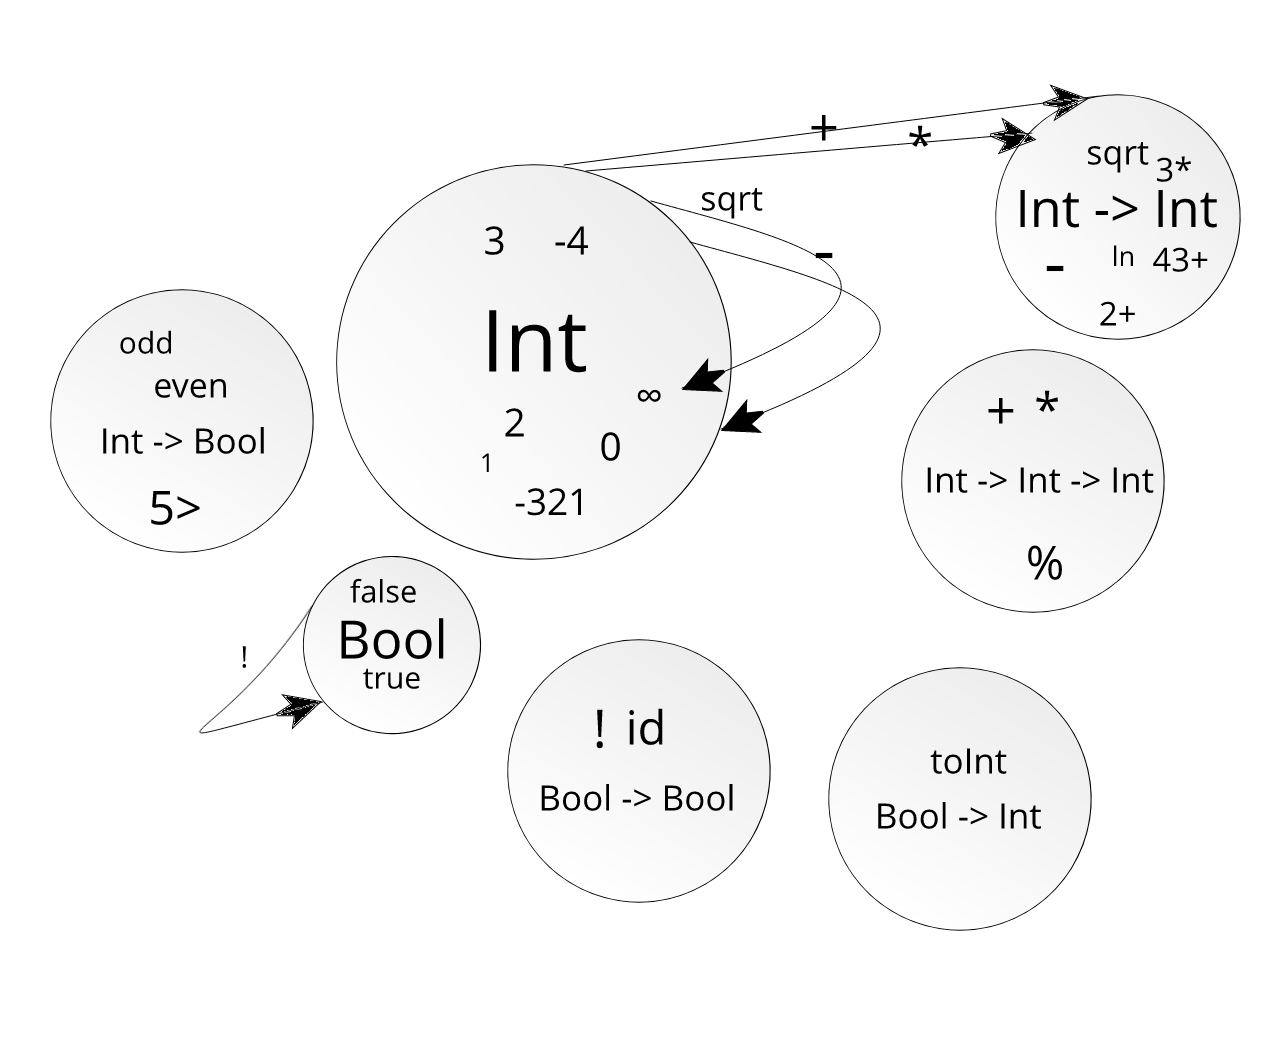 +
*
sqrt
-
3 -4
Int
∞
2
0
1
-321
sqrt
3*
Int -> Int
- ln 43+
2+
odd
even
Int -> Bool
5>
+ *
Int -> Int -> Int
%
false
Bool
true
!
! id
Bool -> Bool
toInt
Bool -> Int